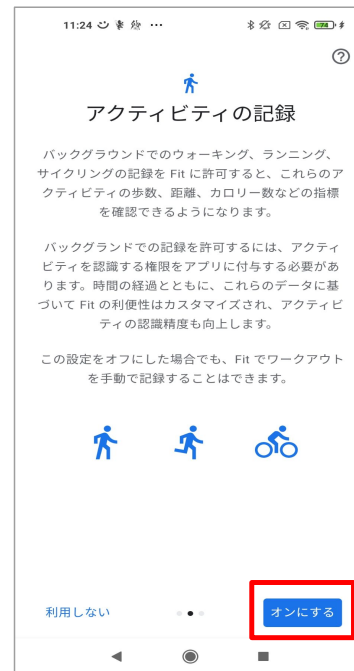 11:24
74
アクティビティの記録
バックグラウンドでのウォーキング、ランニング、
サイクリングの記録を Fit に許可すると、これらのア
クティビティの歩数、距離、カロリー数などの指標
を確認できるようになります。
バックグランドでの記録を許可するには、アクティ
ビティを認識する権限をアプリに付与する必要があ
ります。時間の経過とともに、これらのデータに基
づいて Fit の利便性はカスタマイズされ、アクティビ
ティの認識精度も向上します。
この設定をオフにした場合でも、Fit でワークアウト
を手動で記録することはできます。
利用しない
オンにする